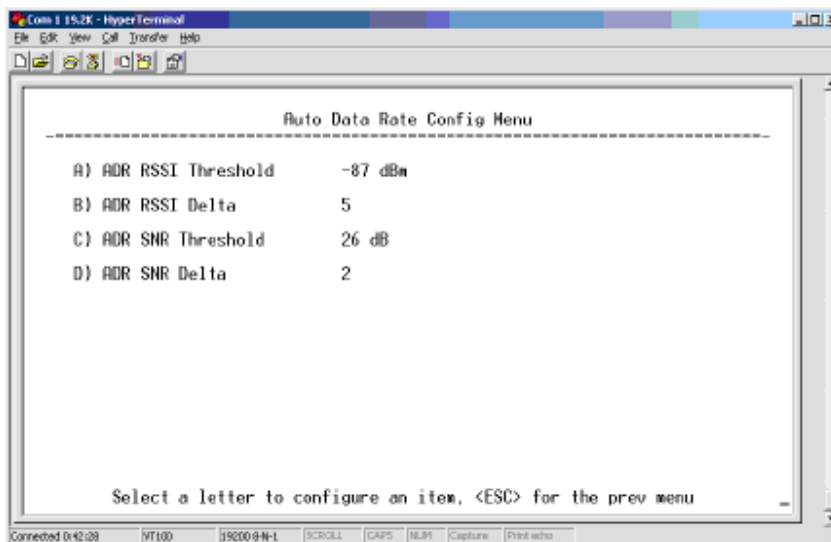 Com 1 19.2K - HyperTerminal
File Edit View Call Transfer Help
Auto Data Rate Config Menu
A) ADR RSSI Threshold -87 dBm
B) ADR RSSI Delta 5
C) ADR SNR Threshold 26 dB
D) ADR SNR Delta 2
Select a letter to configure an item, <ESC> for the prev menu
Connected 0:42:28 VT100 19200 8-N-1 SCROLL CAPS NUM Capture Print echo